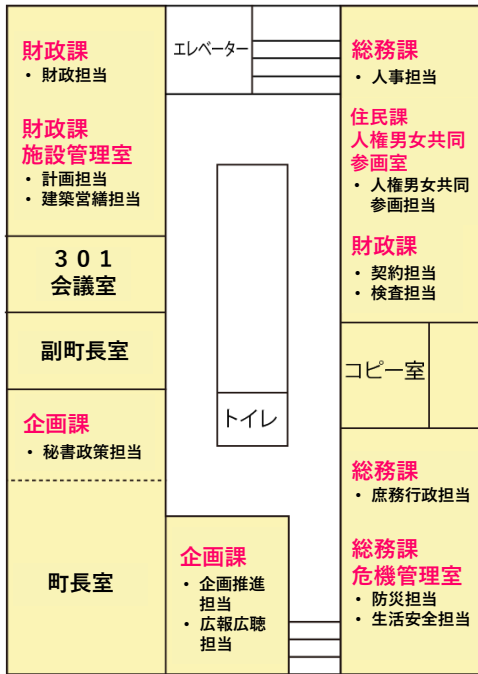 財政課
・ 財政担当
財政課
施設管理室
・ 計画担当
・ 建築営繕担当
３０１
会議室
副町長室
企画課
・ 秘書政策担当
町長室
エレベーター
トイレ
企画課
・ 企画推進
担当
・ 広報広聴
担当
総務課
・ 人事担当
住民課
人権男女共同
参画室
・ 人権男女共同
参画担当
財政課
・ 契約担当
・ 検査担当
コピー室
総務課
・ 庶務行政担当
総務課
危機管理室
・ 防災担当
・ 生活安全担当